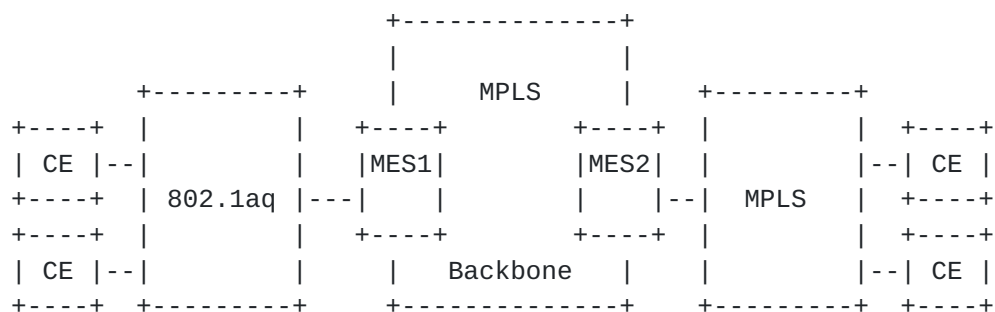 MPLS
CE MES1 MES2 CE
802.1aq MPLS
CE Backbone CE